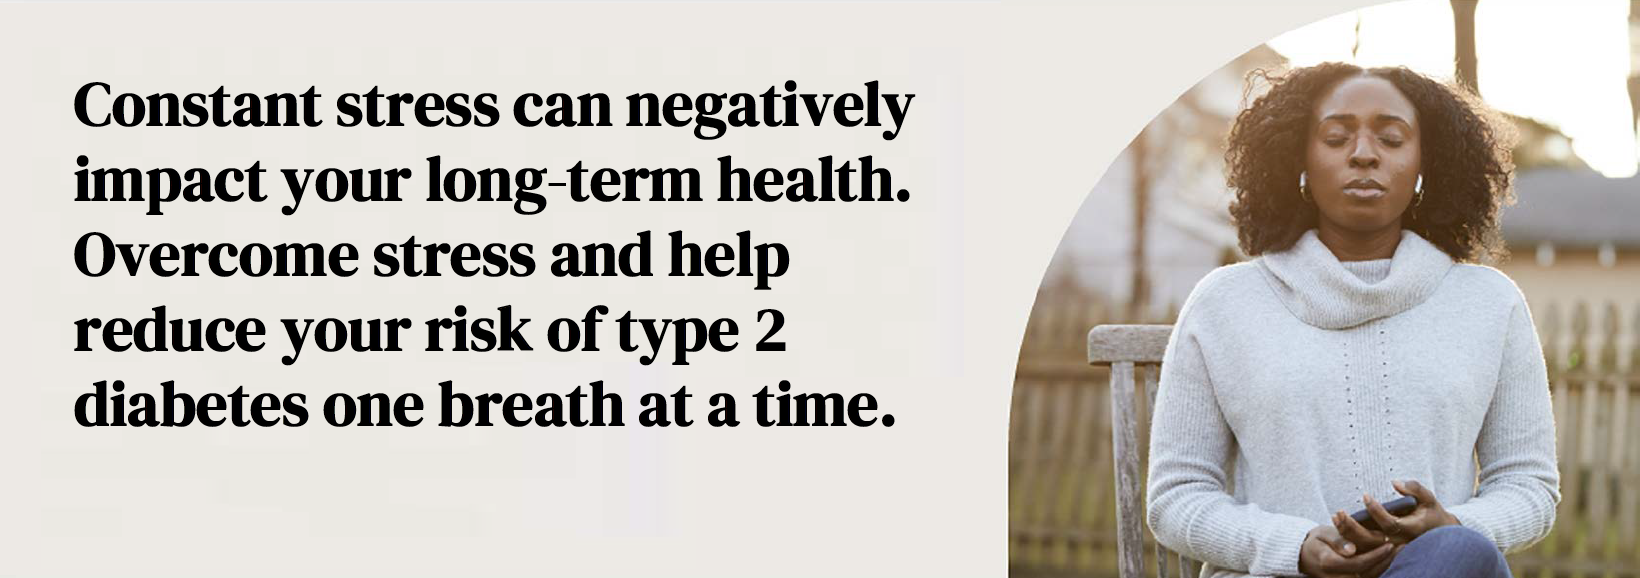 Constant stress can negatively
impact your long-term health.
Overcome stress and help
reduce your risk of type 2
diabetes one breath at a time.